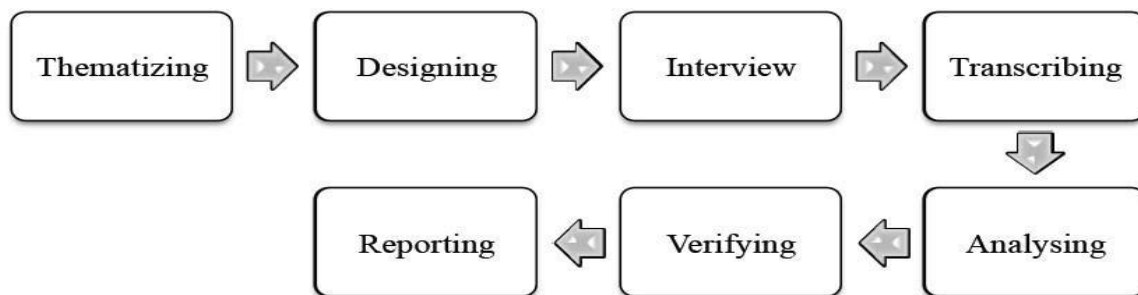 Thematizing
Designing
Interview
Transcribing
Analysing
Verifying
Reporting